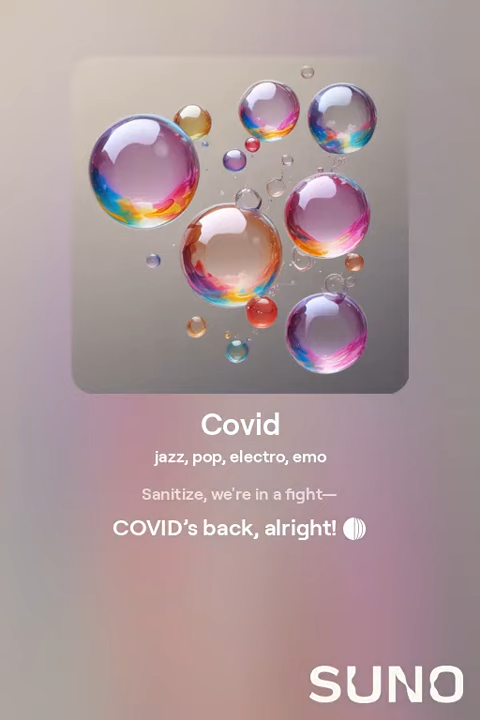 Covid
jazz, pop, electro, emo
Sanitize, we're in a fight—
COVID’s back, alright!
SUNO